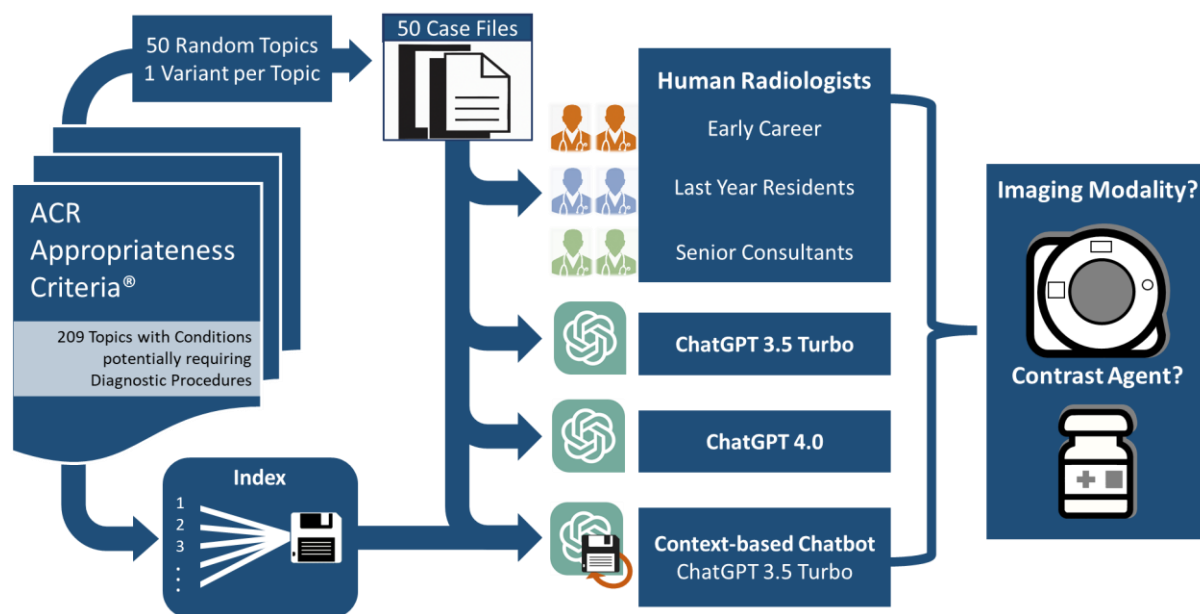 50 Random Topics
1 Variant per Topic
50 Case Files
ACR
Appropriateness
Criteria®
209 Topics with Conditions
potentially requiring
Diagnostic Procedures
Index
1
2
3
.
.
.
Human Radiologists
Early Career
Last Year Residents
Senior Consultants
ChatGPT 3.5 Turbo
ChatGPT 4.0
Context-based Chatbot
ChatGPT 3.5 Turbo
Imaging Modality?
Contrast Agent?